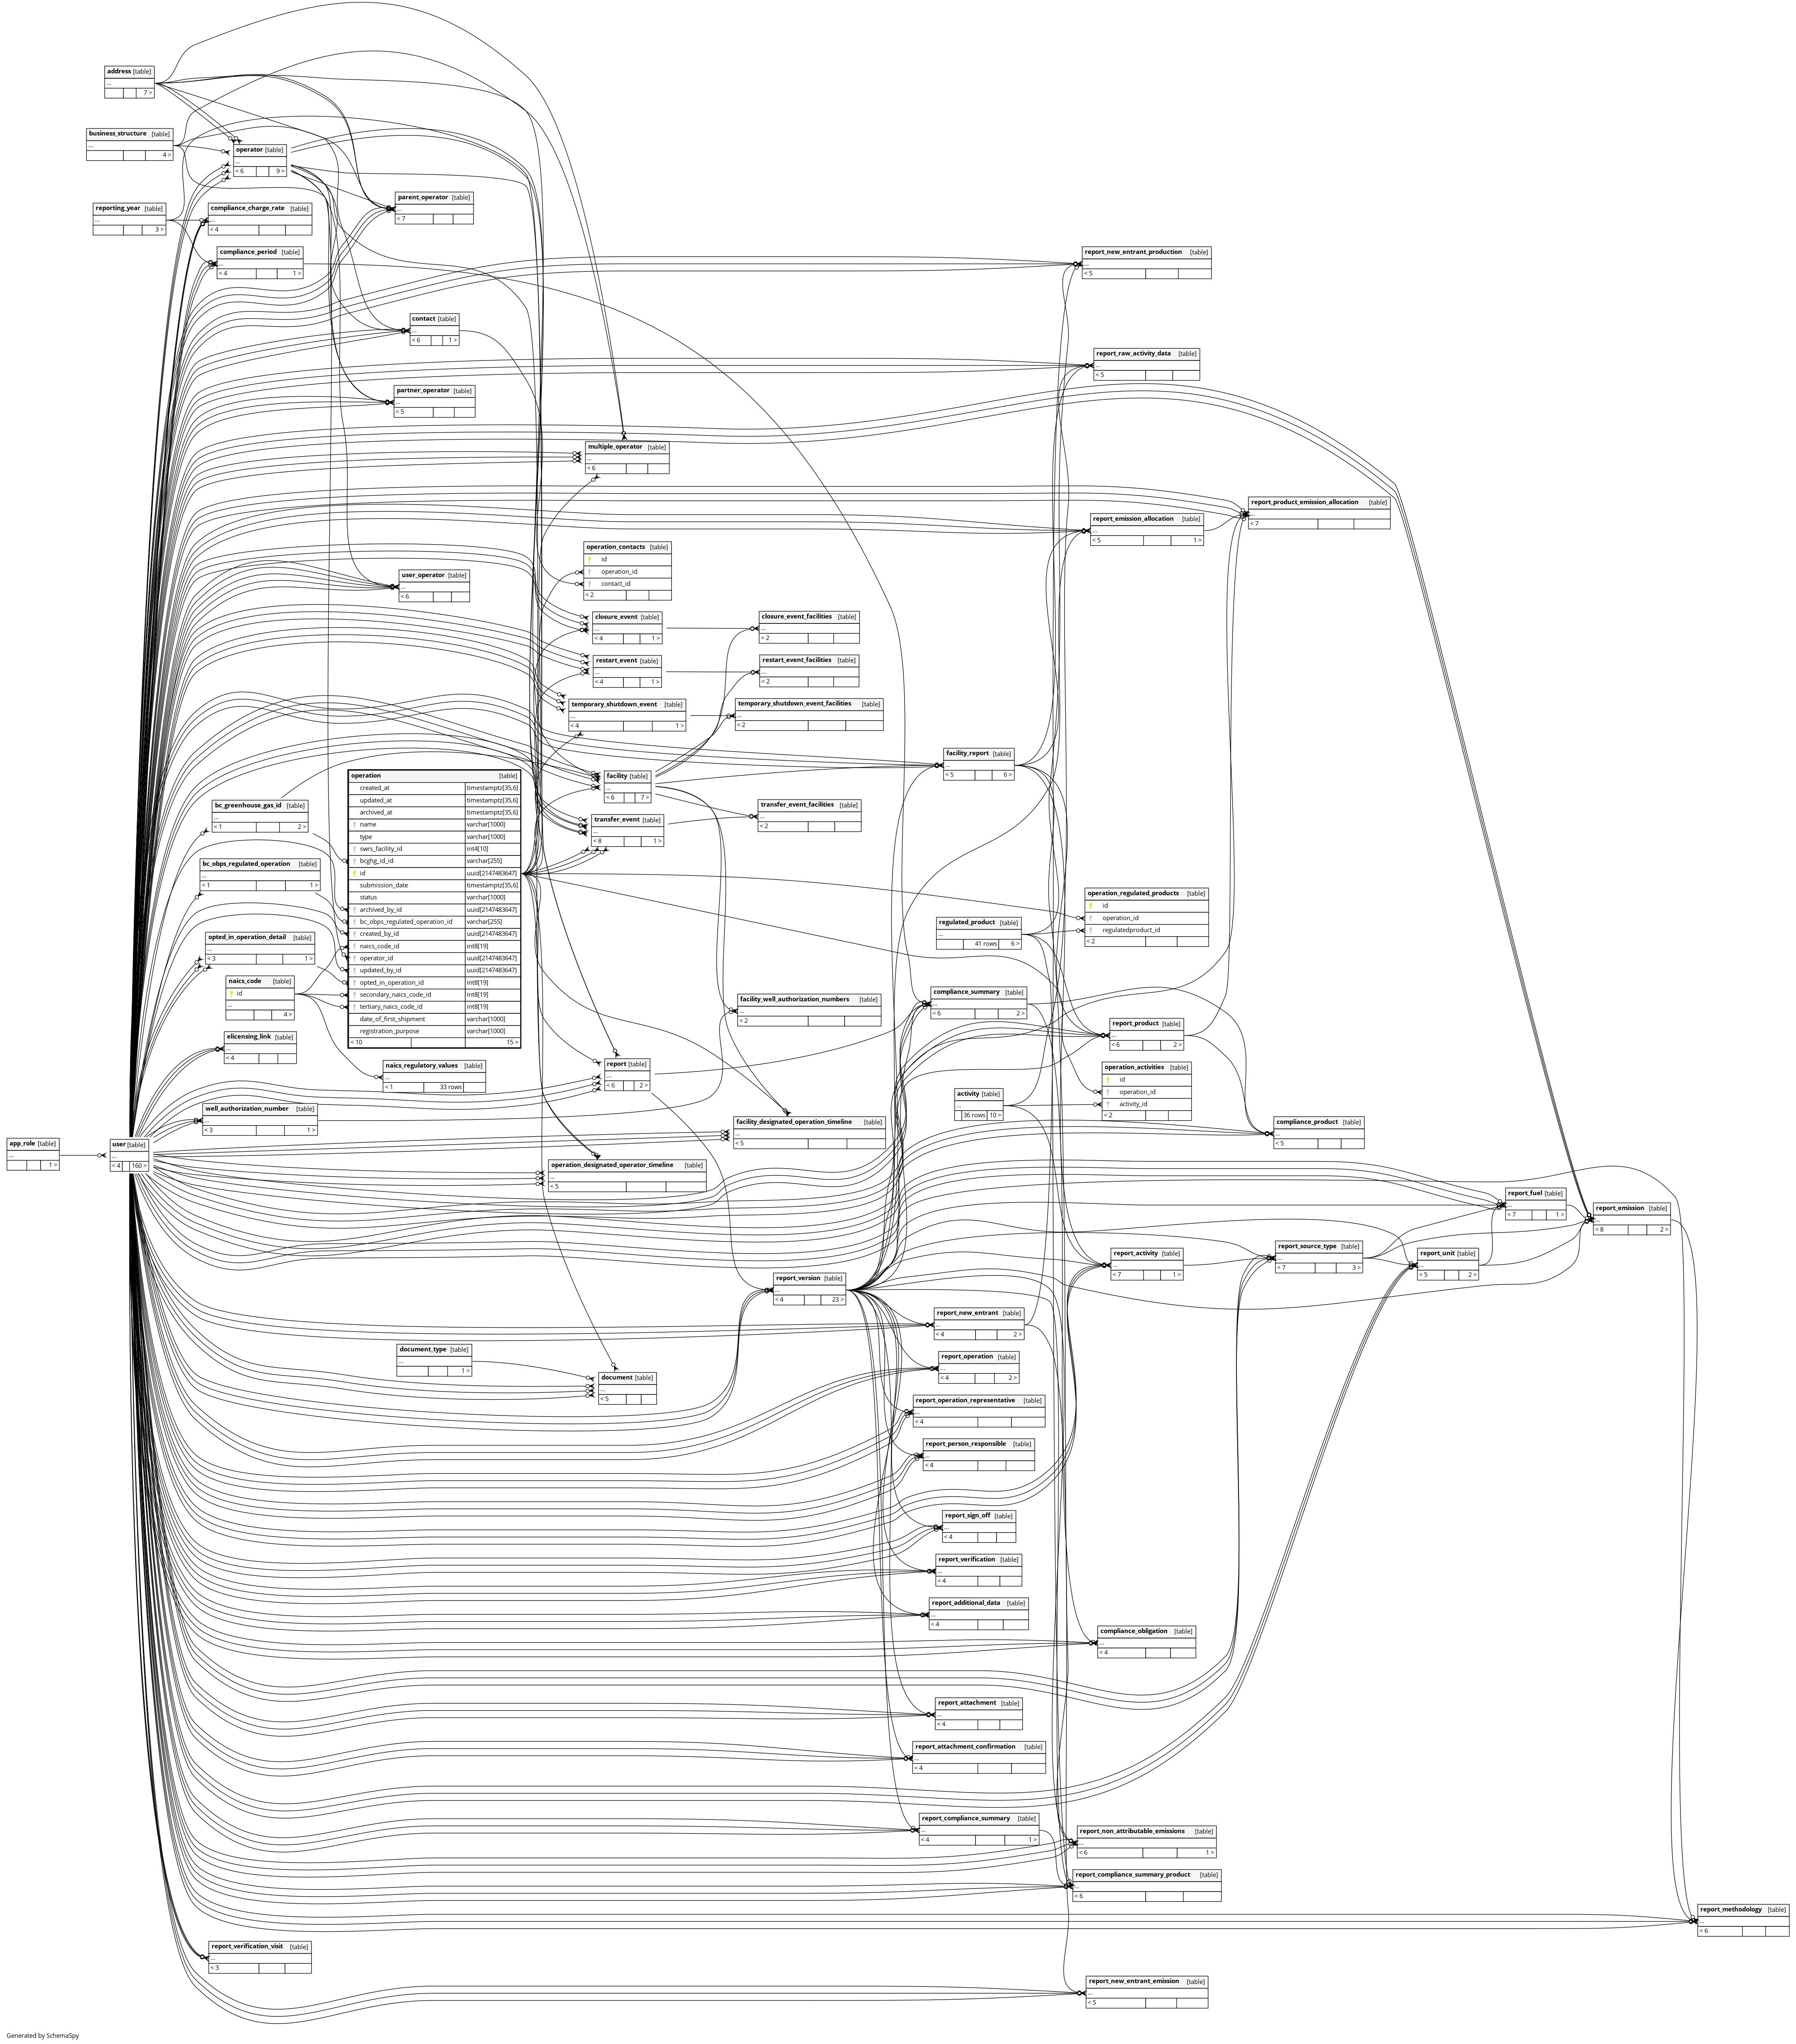 address [table]
...
7 >
business_structure [table]
...
4 >
operator [table]
...
< 6 9 >
parent_operator [table]
...
< 7
reporting_year [table]
...
3 >
compliance_charge_rate [table]
...
< 4
compliance_period [table]
...
< 4 1 >
report_new_entrant_production [table]
...
< 5
contact [table]
...
< 6 1 >
report_raw_activity_data [table]
...
< 5
partner_operator [table]
...
< 5
multiple_operator [table]
...
< 6
report_product_emission_allocation [table]
...
< 7
report_emission_allocation [table]
...
< 5 1 >
operation_contacts [table]
id
operation_id
contact_id
< 2
user_operator [table]
...
< 6
closure_event [table]
...
< 4 1 >
closure_event_facilities [table]
...
< 2
restart_event [table]
...
< 4 1 >
restart_event_facilities [table]
...
< 2
temporary_shutdown_event [table]
...
< 4 1 >
temporary_shutdown_event_facilities [table]
...
< 2
facility_report [table]
...
< 5 6 >
facility [table]
...
< 6 7 >
operation [table]
created_at timestamptz[35,6]
updated_at timestamptz[35,6]
archived_at timestamptz[35,6]
name varchar[1000]
type varchar[1000]
swrs_facility_id int4[10]
bcghg_id_id varchar[255]
id uuid[2147483647]
submission_date timestamptz[35,6]
status varchar[1000]
archived_by_id uuid[2147483647]
bc_obps_regulated_operation_id varchar[255]
created_by_id uuid[2147483647]
naics_code_id int8[19]
operator_id uuid[2147483647]
updated_by_id uuid[2147483647]
opted_in_operation_id int8[19]
secondary_naics_code_id int8[19]
tertiary_naics_code_id int8[19]
date_of_first_shipment varchar[1000]
registration_purpose varchar[1000]
< 10 15 >
bc_greenhouse_gas_id [table]
...
< 1 2 >
transfer_event_facilities [table]
...
< 2
transfer_event [table]
...
< 8 1 >
bc_obps_regulated_operation [table]
...
< 1 1 >
operation_regulated_products [table]
id
operation_id
regulatedproduct_id
< 2
regulated_product [table]
...
41 rows 6 >
opted_in_operation_detail [table]
...
< 3 1 >
naics_code [table]
id
...
4 >
facility_well_authorization_numbers [table]
...
< 2
compliance_summary [table]
...
< 6 2 >
report_product [table]
...
< 6 2 >
elicensing_link [table]
...
< 4
naics_regulatory_values [table]
...
< 1 33 rows
report [table]
...
< 6 2 >
operation_activities [table]
id
operation_id
activity_id
< 2
activity [table]
...
36 rows 10 >
well_authorization_number [table]
...
< 3 1 >
facility_designated_operation_timeline [table]
...
< 5
compliance_product [table]
...
< 5
app_role [table]
...
1 >
user [table]
...
< 4 160 >
operation_designated_operator_timeline [table]
...
< 5
report_fuel [table]
...
< 7 1 >
report_emission [table]
...
< 8 2 >
report_source_type [table]
...
< 7 3 >
report_activity [table]
...
< 7 1 >
report_unit [table]
...
< 5 2 >
report_version [table]
...
< 4 23 >
report_new_entrant [table]
...
< 4 2 >
document_type [table]
...
1 >
report_operation [table]
...
< 4 2 >
document [table]
...
< 5
report_operation_representative [table]
...
< 4
report_person_responsible [table]
...
< 4
report_sign_off [table]
...
< 4
report_verification [table]
...
< 4
report_additional_data [table]
...
< 4
compliance_obligation [table]
...
< 4
report_attachment [table]
...
< 4
report_attachment_confirmation [table]
...
< 4
report_compliance_summary [table]
...
< 4 1 >
report_non_attributable_emissions [table]
...
< 6 1 >
report_compliance_summary_product [table]
...
< 6
report_methodology [table]
...
< 6
report_verification_visit [table]
...
< 3
report_new_entrant_emission [table]
...
< 5
Generated by SchemaSpy